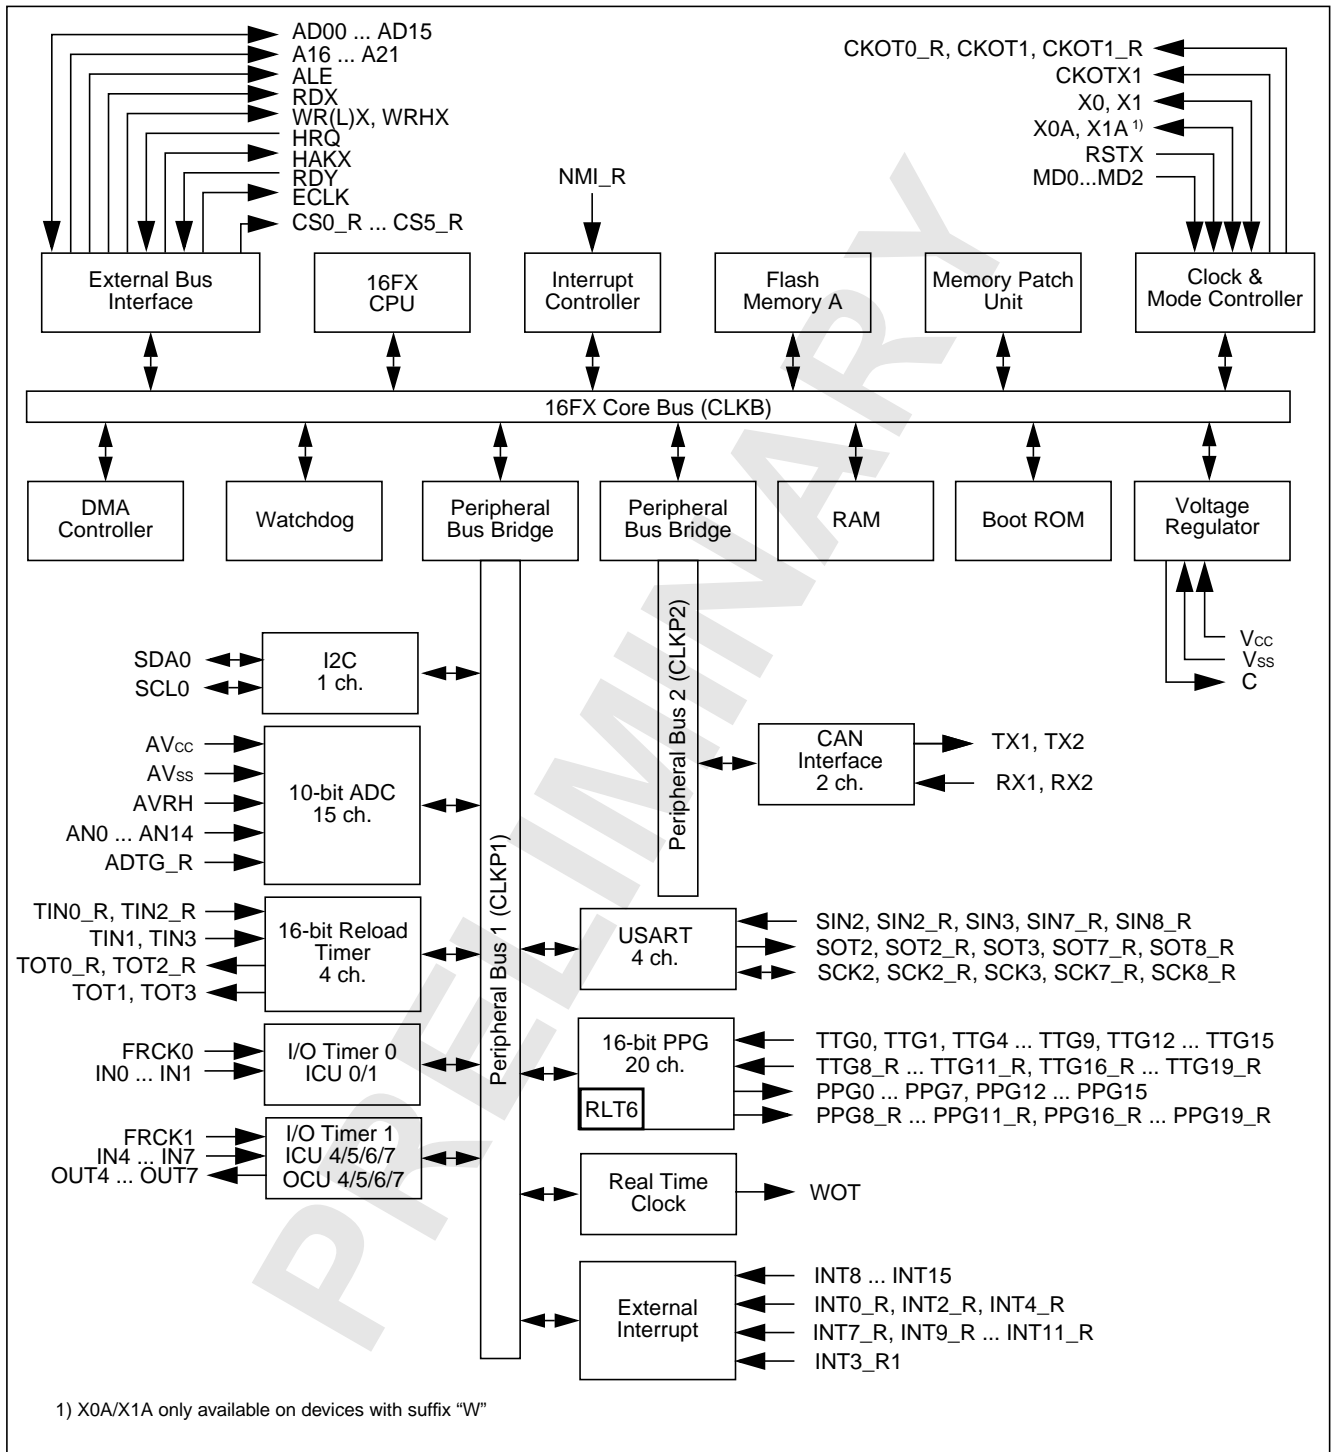 AD00 ... AD15
A16 ... A21
ALE
RDX
WR(L)X, WRHX
HRQ
HAKX
RDY
ECLK
CS0_R ... CS5_R
NMI_R
CKOT0_R, CKOT1, CKOT1_R
CKOTX1
X0, X1
X0A, X1A 1)
RSTX
MD0...MD2
External Bus
Interface
16FX
CPU
Interrupt
Controller
Flash
Memory A
Memory Patch
Unit
Clock &
Mode Controller
16FX Core Bus (CLKB)
DMA
Controller
Watchdog
Peripheral
Bus Bridge
Peripheral
Bus Bridge
RAM
Boot ROM
Voltage
Regulator
Vcc
Vss
C
Peripheral Bus 1 (CLKP1)
Peripheral Bus 2 (CLKP2)
SDA0
SCL0
I2C
1 ch.
AVcc
AVss
AVRH
AN0 ... AN14
ADTG_R
10-bit ADC
15 ch.
CAN
Interface
2 ch.
TX1, TX2
RX1, RX2
TIN0_R, TIN2_R
TIN1, TIN3
TOT0_R, TOT2_R
TOT1, TOT3
16-bit Reload
Timer
4 ch.
USART
4 ch.
SIN2, SIN2_R, SIN3, SIN7_R, SIN8_R
SOT2, SOT2_R, SOT3, SOT7_R, SOT8_R
SCK2, SCK2_R, SCK3, SCK7_R, SCK8_R
FRCK0
IN0 ... IN1
I/O Timer 0
ICU 0/1
16-bit PPG
20 ch.
RLT6
TTG0, TTG1, TTG4 ... TTG9, TTG12 ... TTG15
TTG8_R ... TTG11_R, TTG16_R ... TTG19_R
PPG0 ... PPG7, PPG12 ... PPG15
PPG8_R ... PPG11_R, PPG16_R ... PPG19_R
FRCK1
IN4 ... IN7
OUT4 ... OUT7
I/O Timer 1
ICU 4/5/6/7
OCU 4/5/6/7
Real Time
Clock
WOT
External
Interrupt
INT8 ... INT15
INT0_R, INT2_R, INT4_R
INT7_R, INT9_R ... INT11_R
INT3_R1
1) X0A/X1A only available on devices with suffix “W”
PRELIMINARY